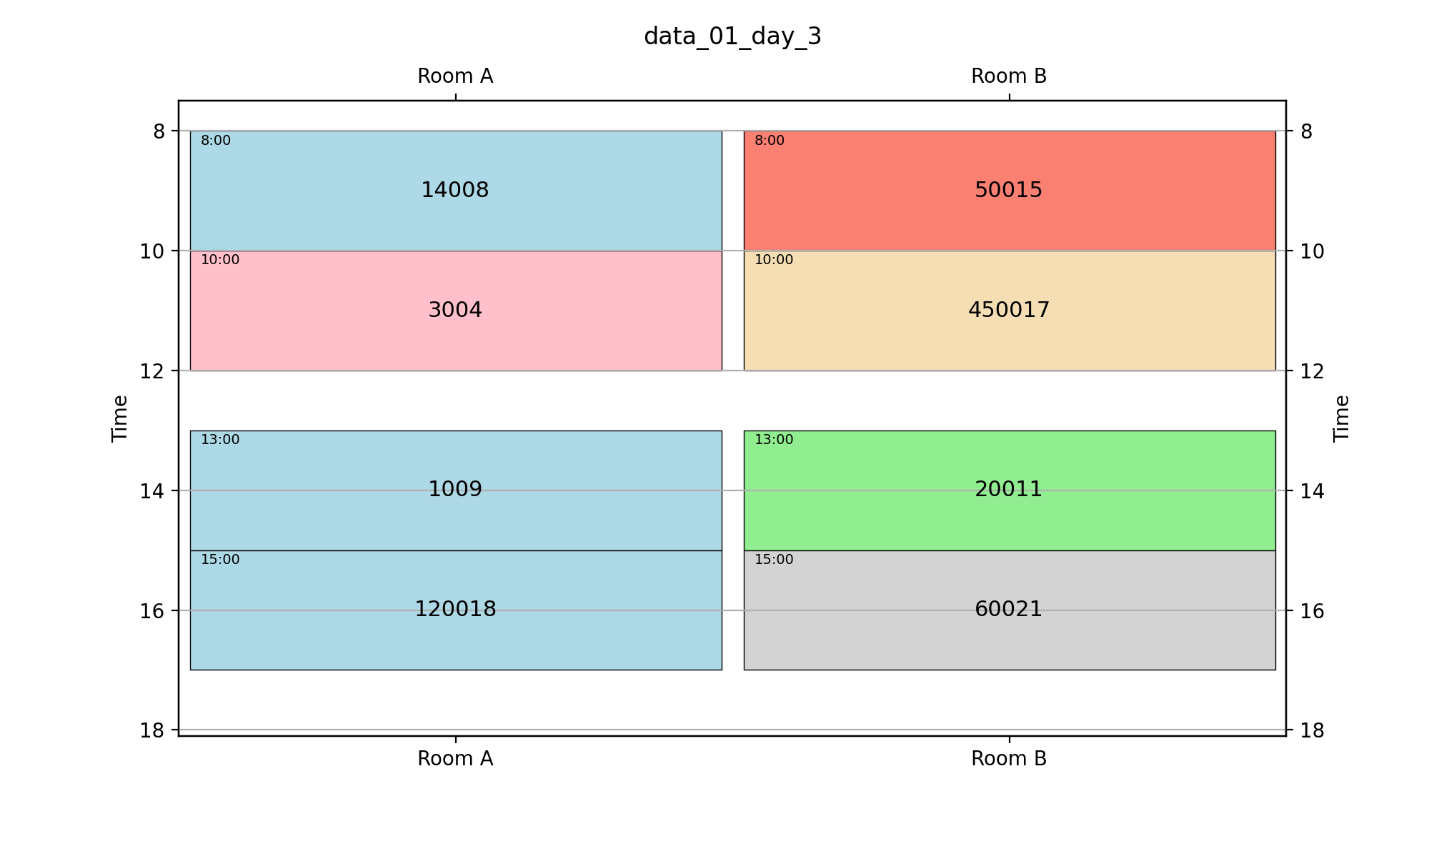 data_01_day_3
Room A Room B
8 8:00 8:00 8
14008 50015
10 10:00 10:00 10
3004 450017
12 12
Time Time
13:00 13:00
14 1009 20011 14
15:00 15:00
16 120018 60021 16
18 18
Room A Room B